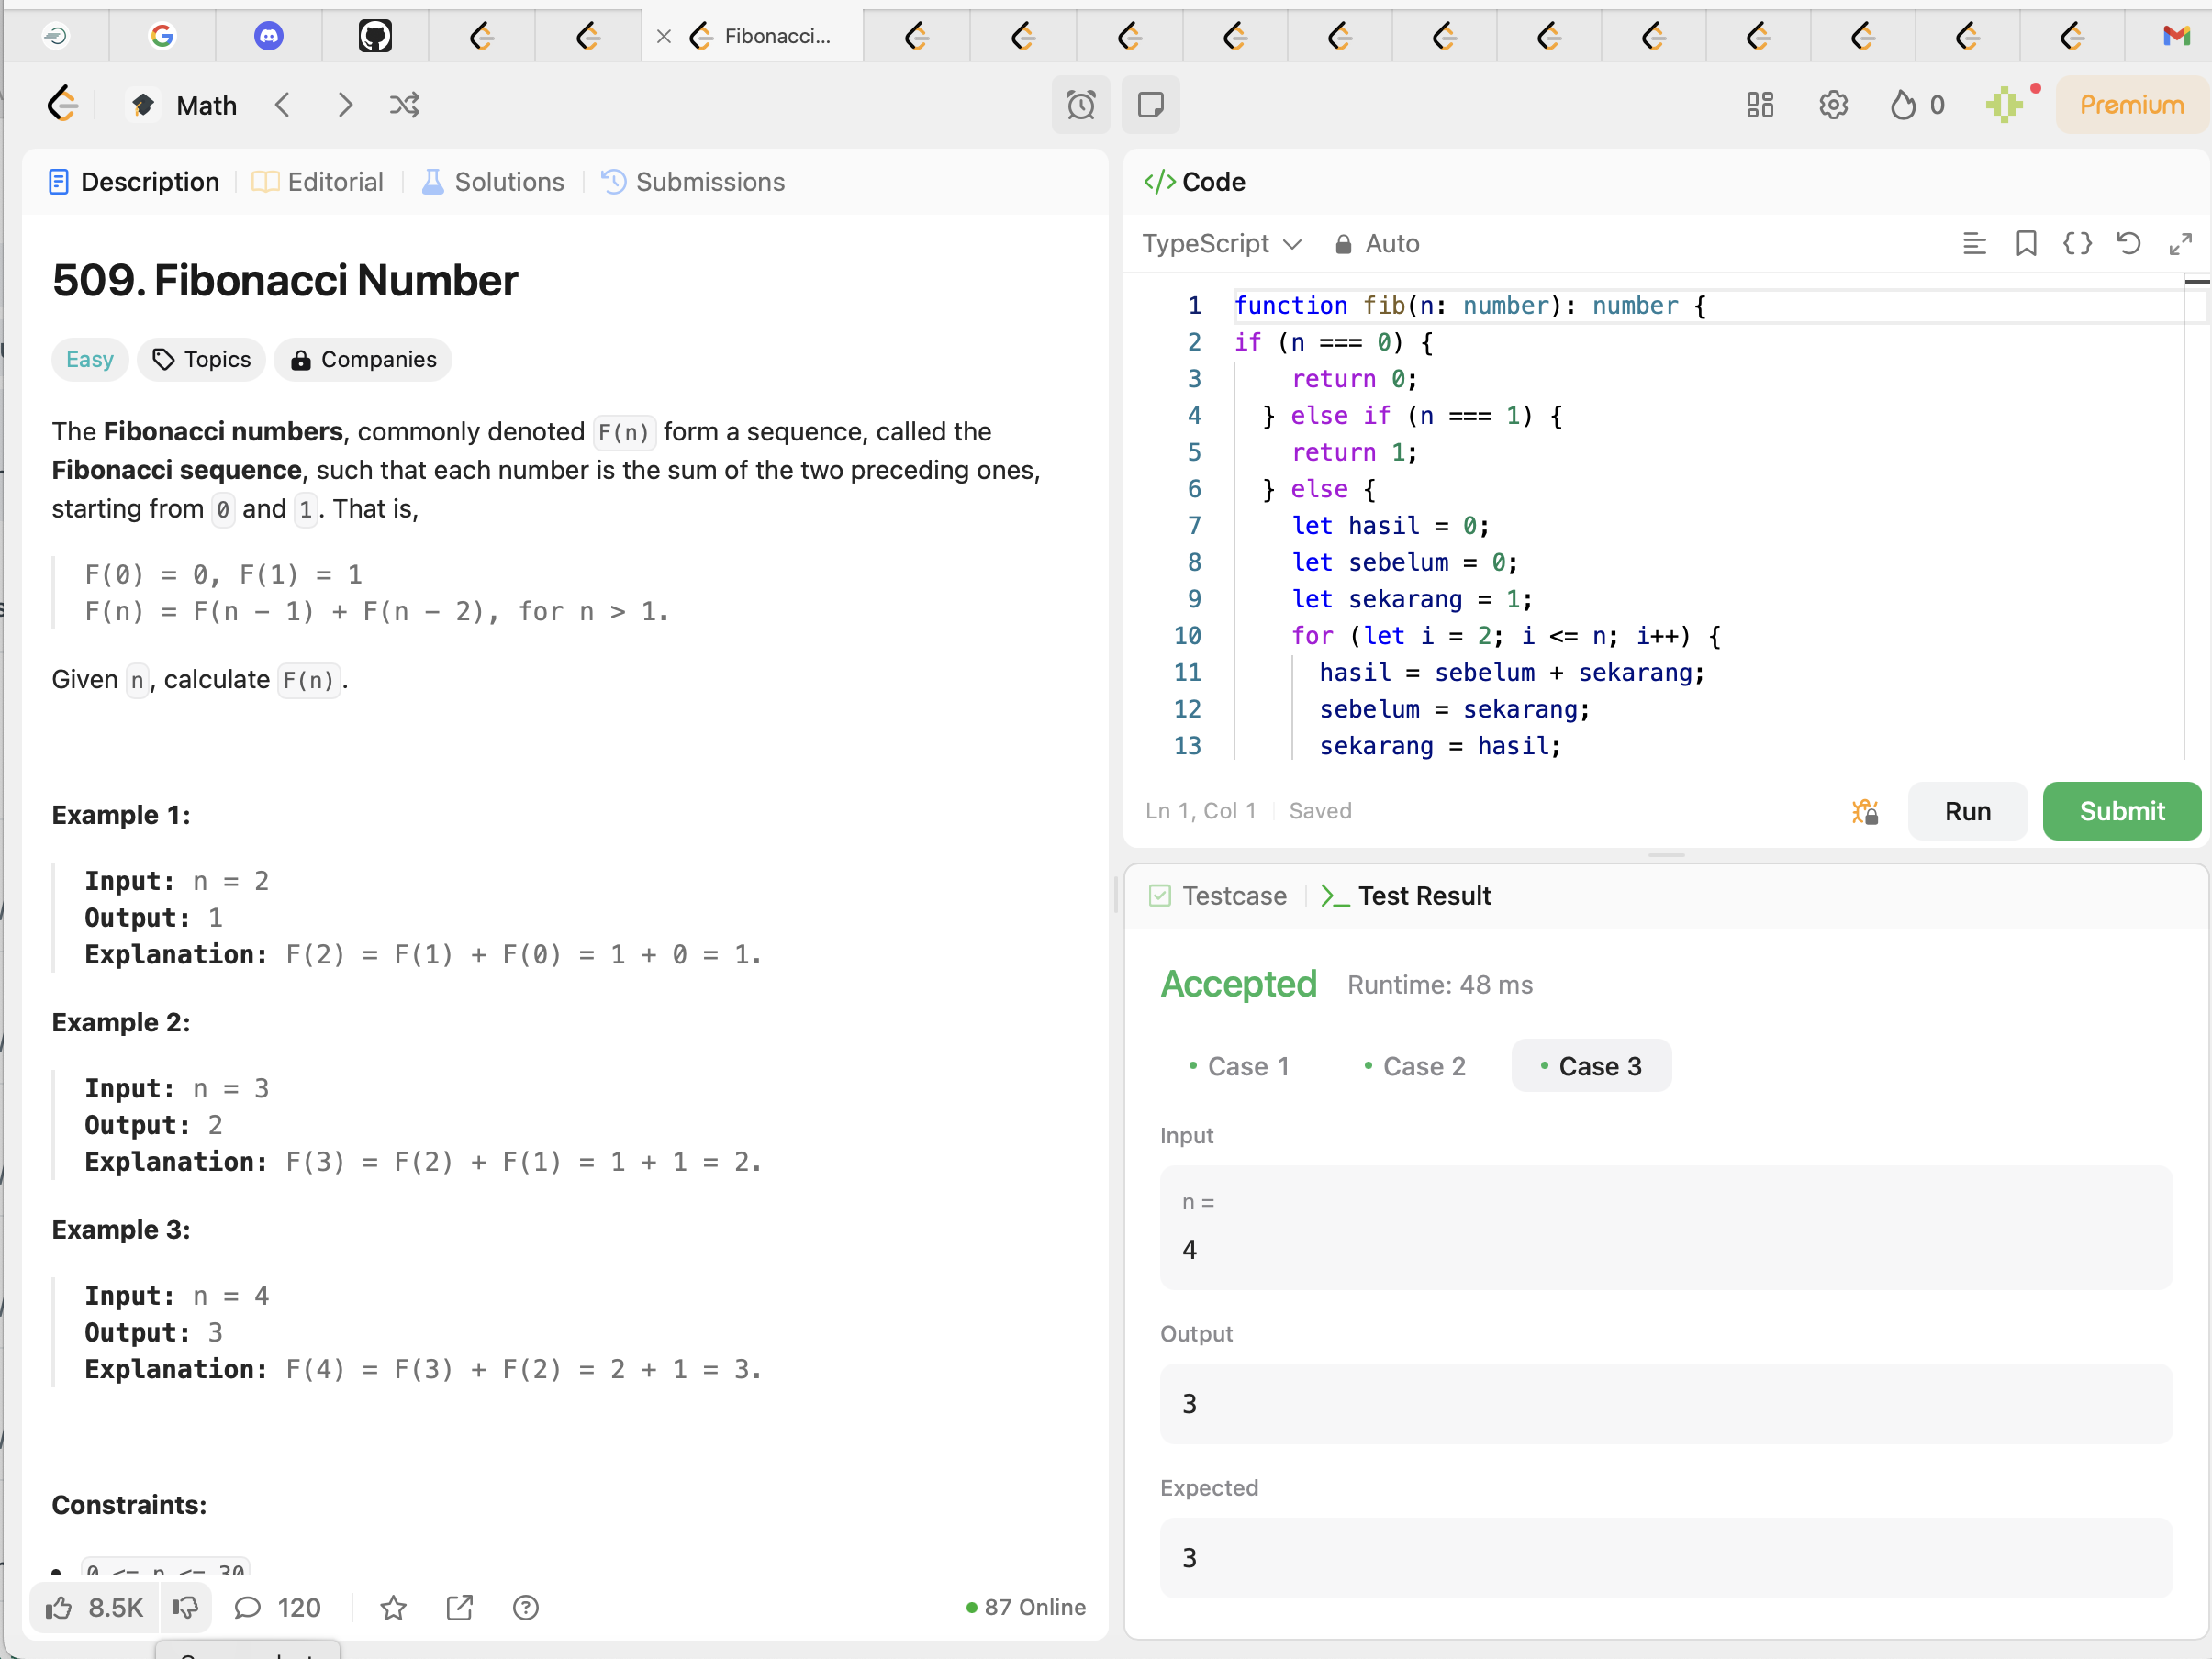 Fibonacci...
Math
0
Premium
Description
Editorial
Solutions
Submissions
509. Fibonacci Number
Easy
Topics
Companies
The Fibonacci numbers, commonly denoted F(n) form a sequence, called the
Fibonacci sequence, such that each number is the sum of the two preceding ones,
starting from 0 and 1. That is,
F(0) = 0, F(1) = 1
F(n) = F(n − 1) + F(n − 2), for n > 1.
Given n, calculate F(n).
Example 1:
Input: n = 2
Output: 1
Explanation: F(2) = F(1) + F(0) = 1 + 0 = 1.
Example 2:
Input: n = 3
Output: 2
Explanation: F(3) = F(2) + F(1) = 1 + 1 = 2.
Example 3:
Input: n = 4
Output: 3
Explanation: F(4) = F(3) + F(2) = 2 + 1 = 3.
Constraints:
0 <= n <= 30
8.5K
120
87 Online
</> Code
TypeScript
Auto
1 function fib(n: number): number {
2 if (n === 0) {
3 return 0;
4 } else if (n === 1) {
5 return 1;
6 } else {
7 let hasil = 0;
8 let sebelum = 0;
9 let sekarang = 1;
10 for (let i = 2; i <= n; i++) {
11 hasil = sebelum + sekarang;
12 sebelum = sekarang;
13 sekarang = hasil;
Ln 1, Col 1
Saved
Run
Submit
Testcase
Test Result
Accepted
Runtime: 48 ms
Case 1
Case 2
Case 3
Input
n =
4
Output
3
Expected
3